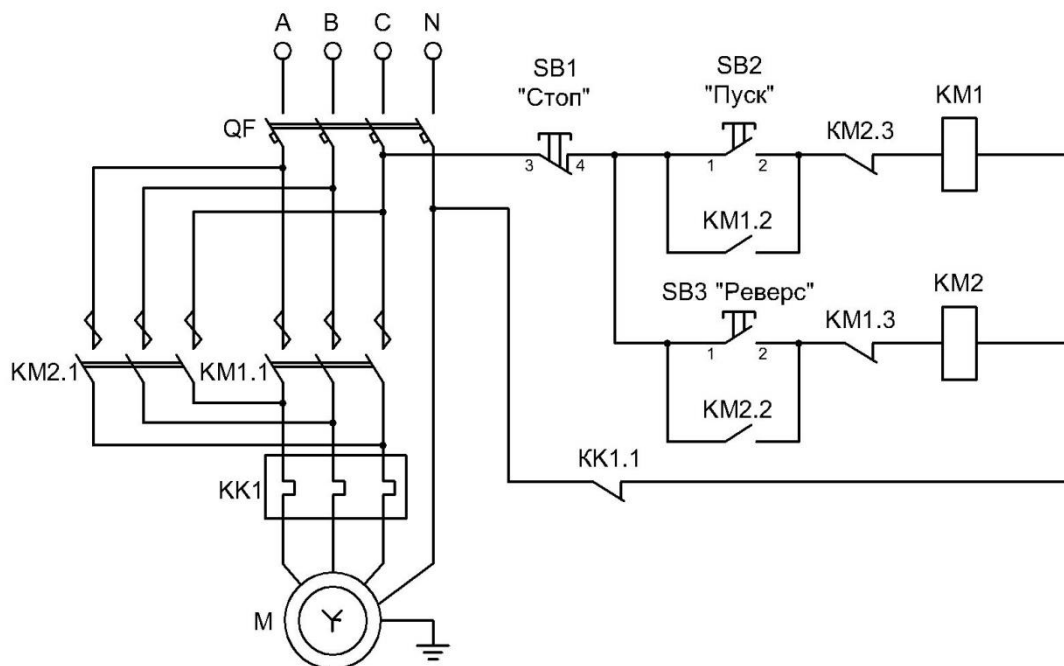 A B C N
QF
SB1
"Стоп"
3 4
SB2
"Пуск"
1 2
KM1.2
KM2.3
KM1
SB3 "Реверс"
1 2
KM2.2
KM1.3
KM2
KM2.1
KM1.1
KK1
KK1.1
M